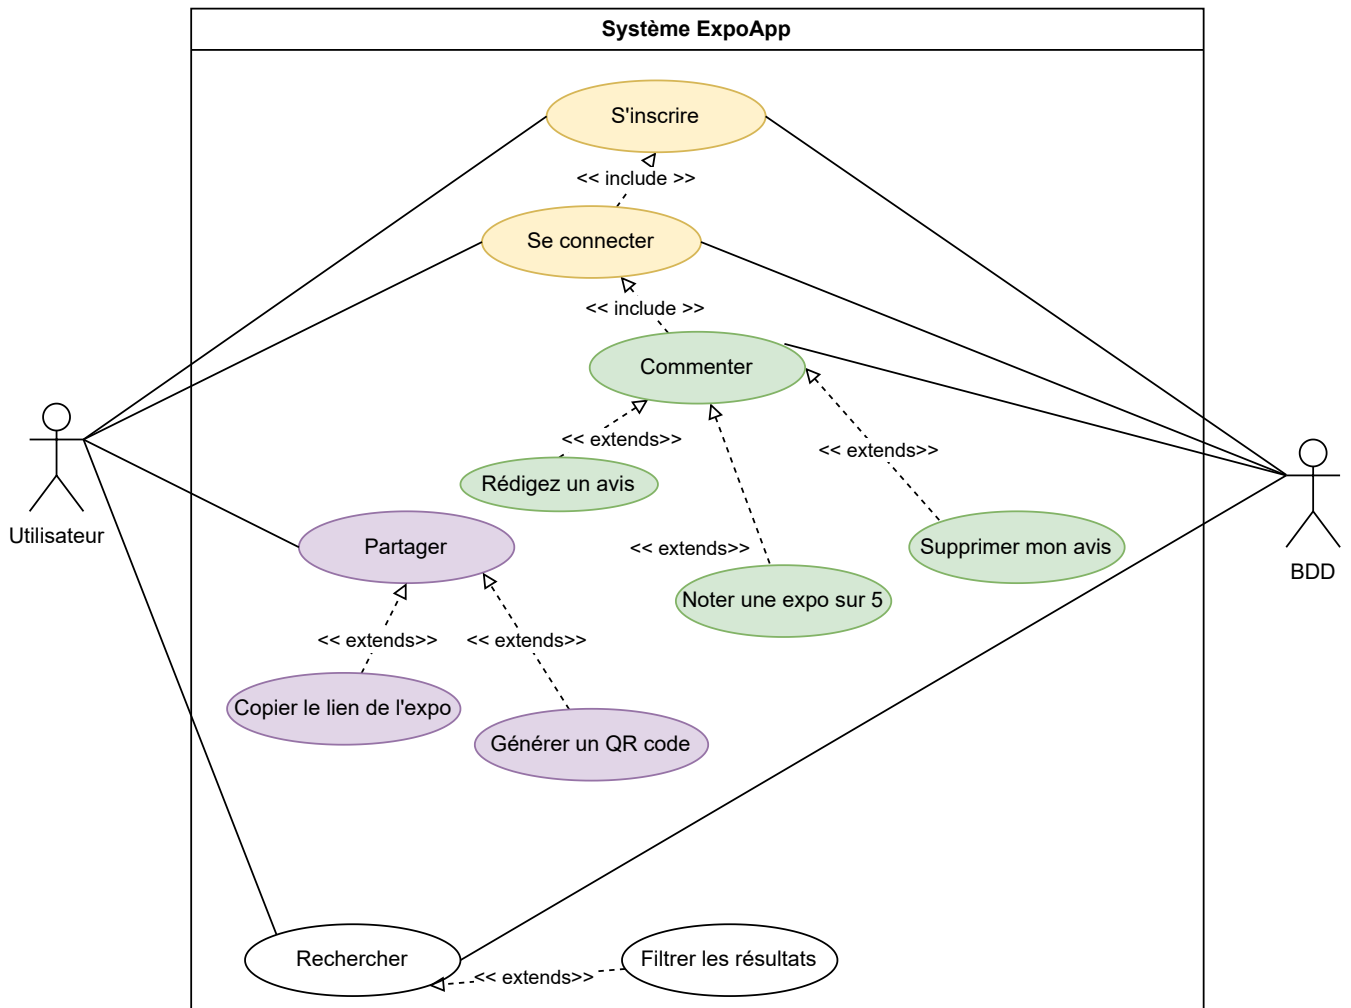 Système ExpoApp
S'inscrire
<< include >>
Se connecter
<< include >>
Commenter
<< extends>>
<< extends>>
Rédigez un avis
Utilisateur
Partager
<< extends>>
Supprimer mon avis
BDD
Noter une expo sur 5
<< extends>>
<< extends>>
Copier le lien de l'expo
Générer un QR code
Rechercher
<< extends>>
Filtrer les résultats